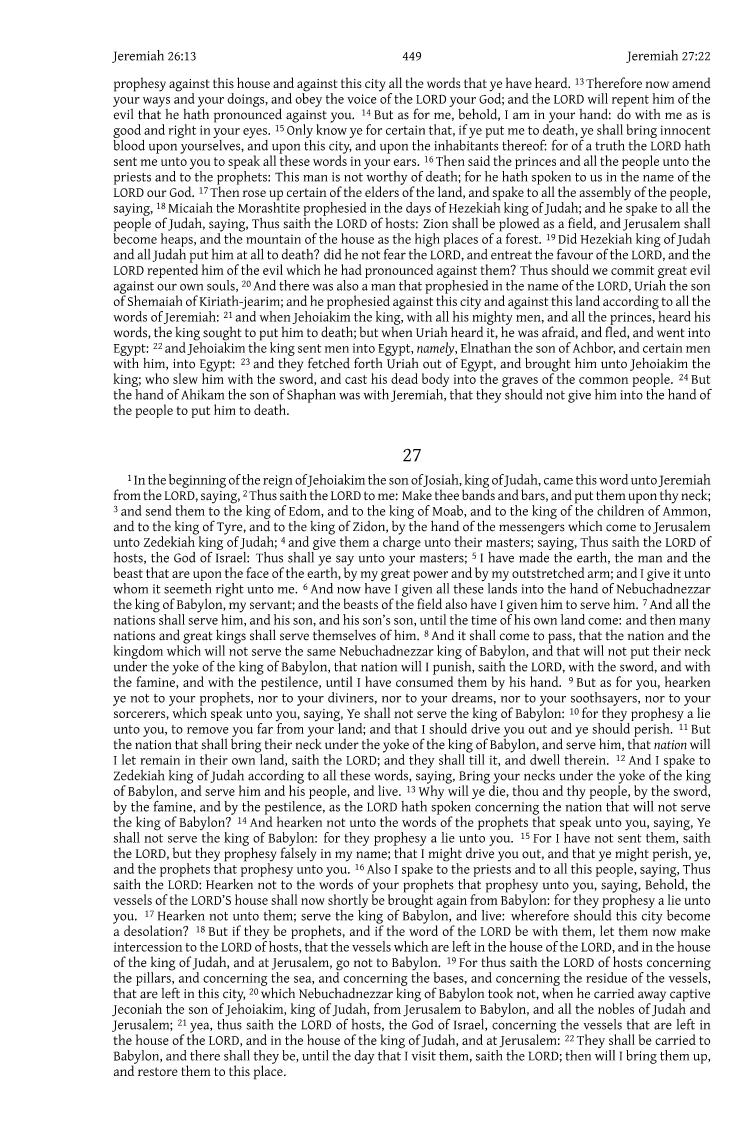 Jeremiah 26:13 449 Jeremiah 27:22
prophesy against this house and against this city all the words that ye have heard. 13 Therefore now amend
your ways and your doings, and obey the voice of the LORD your God; and the LORD will repent him of the
evil that he hath pronounced against you. 14 But as for me, behold, I am in your hand: do with me as is
good and right in your eyes. 15 Only know ye for certain that, if ye put me to death, ye shall bring innocent
blood upon yourselves, and upon this city, and upon the inhabitants thereof: for of a truth the LORD hath
sent me unto you to speak all these words in your ears. 16 Then said the princes and all the people unto the
priests and to the prophets: This man is not worthy of death; for he hath spoken to us in the name of the
LORD our God. 17 Then rose up certain of the elders of the land, and spake to all the assembly of the people,
saying, 18 Micaiah the Morashtite prophesied in the days of Hezekiah king of Judah; and he spake to all the
people of Judah, saying, Thus saith the LORD of hosts: Zion shall be plowed as a field, and Jerusalem shall
become heaps, and the mountain of the house as the high places of a forest. 19 Did Hezekiah king of Judah
and all Judah put him at all to death? did he not fear the LORD, and entreat the favour of the LORD, and the
LORD repented him of the evil which he had pronounced against them? Thus should we commit great evil
against our own souls, 20 And there was also a man that prophesied in the name of the LORD, Uriah the son
of Shemaiah of Kiriath-jearim; and he prophesied against this city and against this land according to all the
words of Jeremiah: 21 and when Jehoiakim the king, with all his mighty men, and all the princes, heard his
words, the king sought to put him to death; but when Uriah heard it, he was afraid, and fled, and went into
Egypt: 22 and Jehoiakim the king sent men into Egypt, namely, Elnathan the son of Achbor, and certain men
with him, into Egypt: 23 and they fetched forth Uriah out of Egypt, and brought him unto Jehoiakim the
king; who slew him with the sword, and cast his dead body into the graves of the common people. 24 But
the hand of Ahikam the son of Shaphan was with Jeremiah, that they should not give him into the hand of
the people to put him to death.
27
1 In the beginning of the reign of Jehoiakim the son of Josiah, king of Judah, came this word unto Jeremiah
from the LORD, saying, 2 Thus saith the LORD to me: Make thee bands and bars, and put them upon thy neck;
3 and send them to the king of Edom, and to the king of Moab, and to the king of the children of Ammon,
and to the king of Tyre, and to the king of Zidon, by the hand of the messengers which come to Jerusalem
unto Zedekiah king of Judah; 4 and give them a charge unto their masters; saying, Thus saith the LORD of
hosts, the God of Israel: Thus shall ye say unto your masters; 5 I have made the earth, the man and the
beast that are upon the face of the earth, by my great power and by my outstretched arm; and I give it unto
whom it seemeth right unto me. 6 And now have I given all these lands into the hand of Nebuchadnezzar
the king of Babylon, my servant; and the beasts of the field also have I given him to serve him. 7 And all the
nations shall serve him, and his son, and his son's son, until the time of his own land come: and then many
nations and great kings shall serve themselves of him. 8 And it shall come to pass, that the nation and the
kingdom which will not serve the same Nebuchadnezzar king of Babylon, and that will not put their neck
under the yoke of the king of Babylon, that nation will I punish, saith the LORD, with the sword, and with
the famine, and with the pestilence, until I have consumed them by his hand. 9 But as for you, hearken
ye not to your prophets, nor to your diviners, nor to your dreams, nor to your soothsayers, nor to your
sorcerers, which speak unto you, saying, Ye shall not serve the king of Babylon: 10 for they prophesy a lie
unto you, to remove you far from your land; and that I should drive you out and ye should perish. 11 But
the nation that shall bring their neck under the yoke of the king of Babylon, and serve him, that nation will
I let remain in their own land, saith the LORD; and they shall till it, and dwell therein. 12 And I spake to
Zedekiah king of Judah according to all these words, saying, Bring your necks under the yoke of the king
of Babylon, and serve him and his people, and live. 13 Why will ye die, thou and thy people, by the sword,
by the famine, and by the pestilence, as the LORD hath spoken concerning the nation that will not serve
the king of Babylon? 14 And hearken not unto the words of the prophets that speak unto you, saying, Ye
shall not serve the king of Babylon: for they prophesy a lie unto you. 15 For I have not sent them, saith
the LORD, but they prophesy falsely in my name; that I might drive you out, and that ye might perish, ye,
and the prophets that prophesy unto you. 16 Also I spake to the priests and to all this people, saying, Thus
saith the LORD: Hearken not to the words of your prophets that prophesy unto you, saying, Behold, the
vessels of the LORD'S house shall now shortly be brought again from Babylon: for they prophesy a lie unto
you. 17 Hearken not unto them; serve the king of Babylon, and live: wherefore should this city become
a desolation? 18 But if they be prophets, and if the word of the LORD be with them, let them now make
intercession to the LORD of hosts, that the vessels which are left in the house of the LORD, and in the house
of the king of Judah, and at Jerusalem, go not to Babylon. 19 For thus saith the LORD of hosts concerning
the pillars, and concerning the sea, and concerning the bases, and concerning the residue of the vessels,
that are left in this city, 20 which Nebuchadnezzar king of Babylon took not, when he carried away captive
Jeconiah the son of Jehoiakim, king of Judah, from Jerusalem to Babylon, and all the nobles of Judah and
Jerusalem; 21 yea, thus saith the LORD of hosts, the God of Israel, concerning the vessels that are left in
the house of the LORD, and in the house of the king of Judah, and at Jerusalem: 22 They shall be carried to
Babylon, and there shall they be, until the day that I visit them, saith the LORD; then will I bring them up,
and restore them to this place.